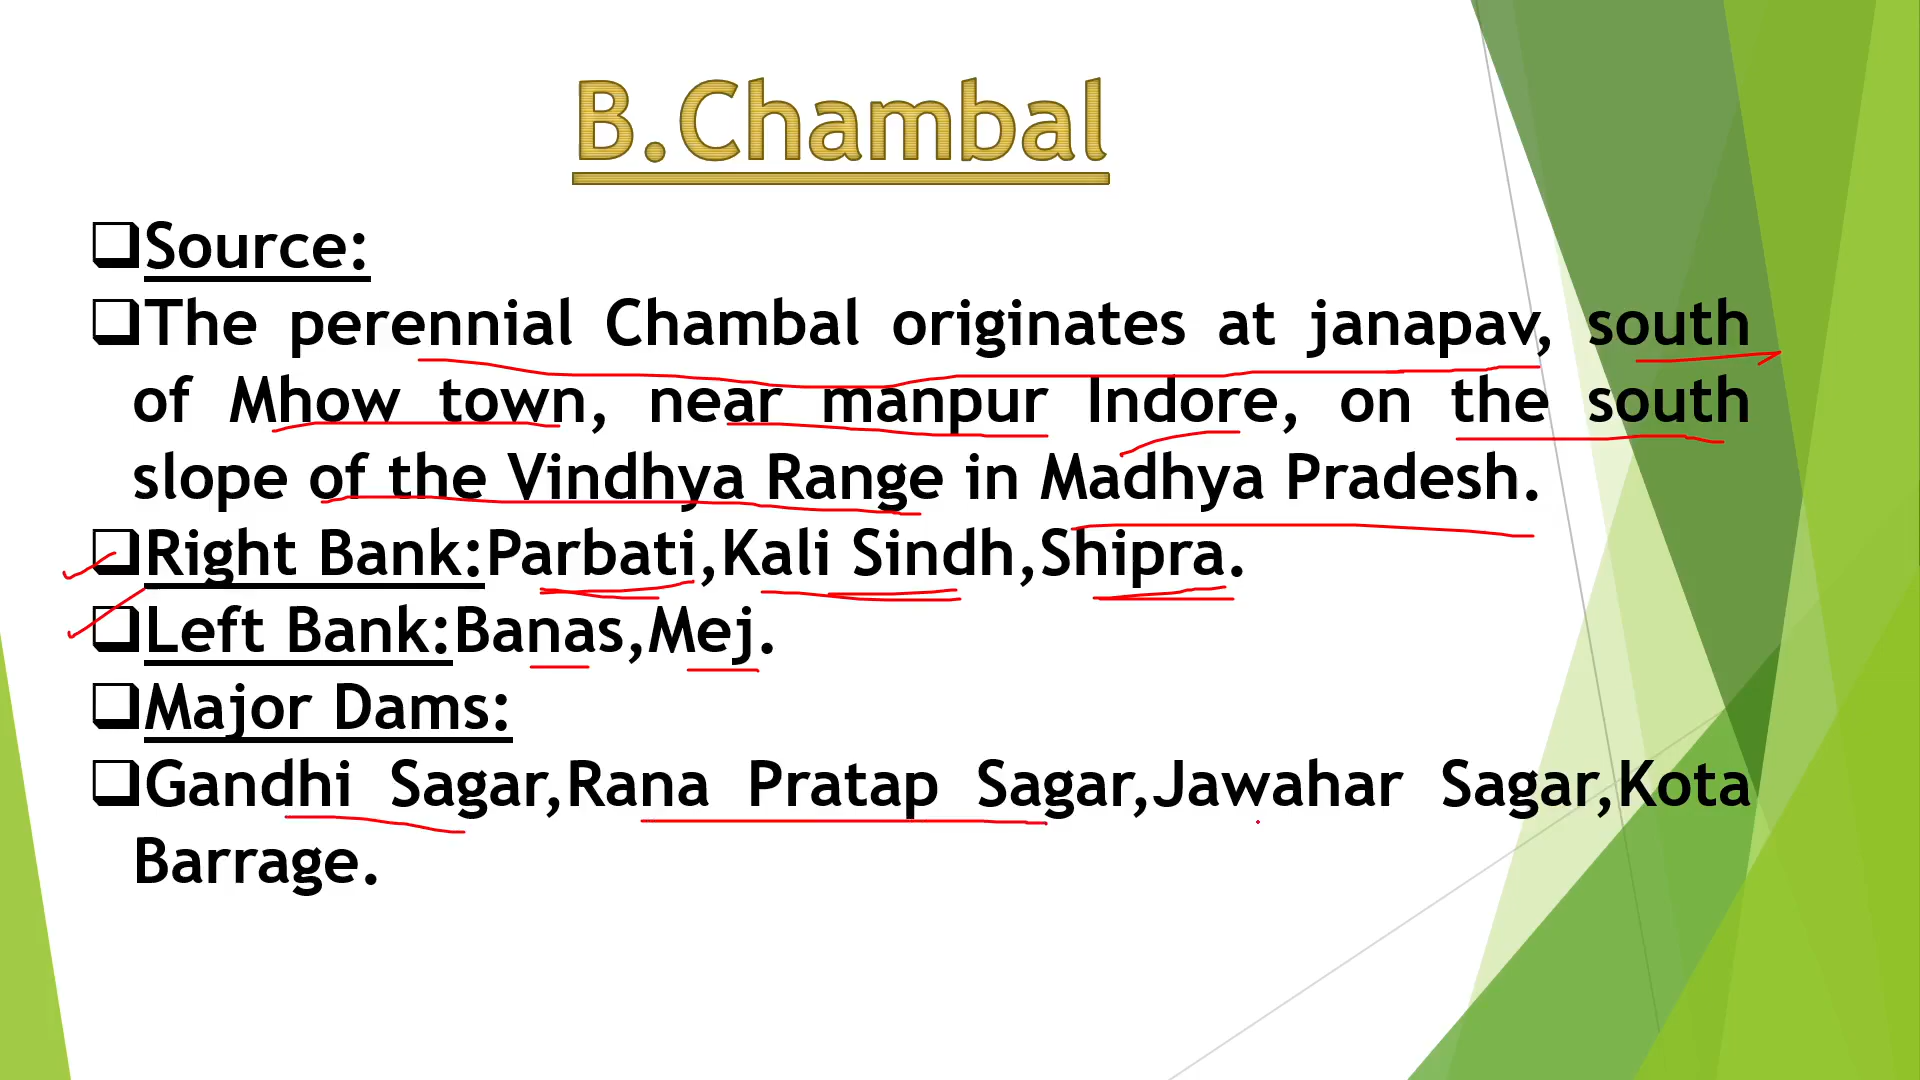 B.Chambal
Source:
The perennial Chambal originates at janapav, south
of Mhow town, near manpur Indore, on the south
slope of the Vindhya Range in Madhya Pradesh.
Right Bank:Parbati,Kali Sindh,Shipra.
Left Bank:Banas,Mej.
Major Dams:
Gandhi Sagar,Rana Pratap Sagar,Jawahar Sagar,Kota
Barrage.